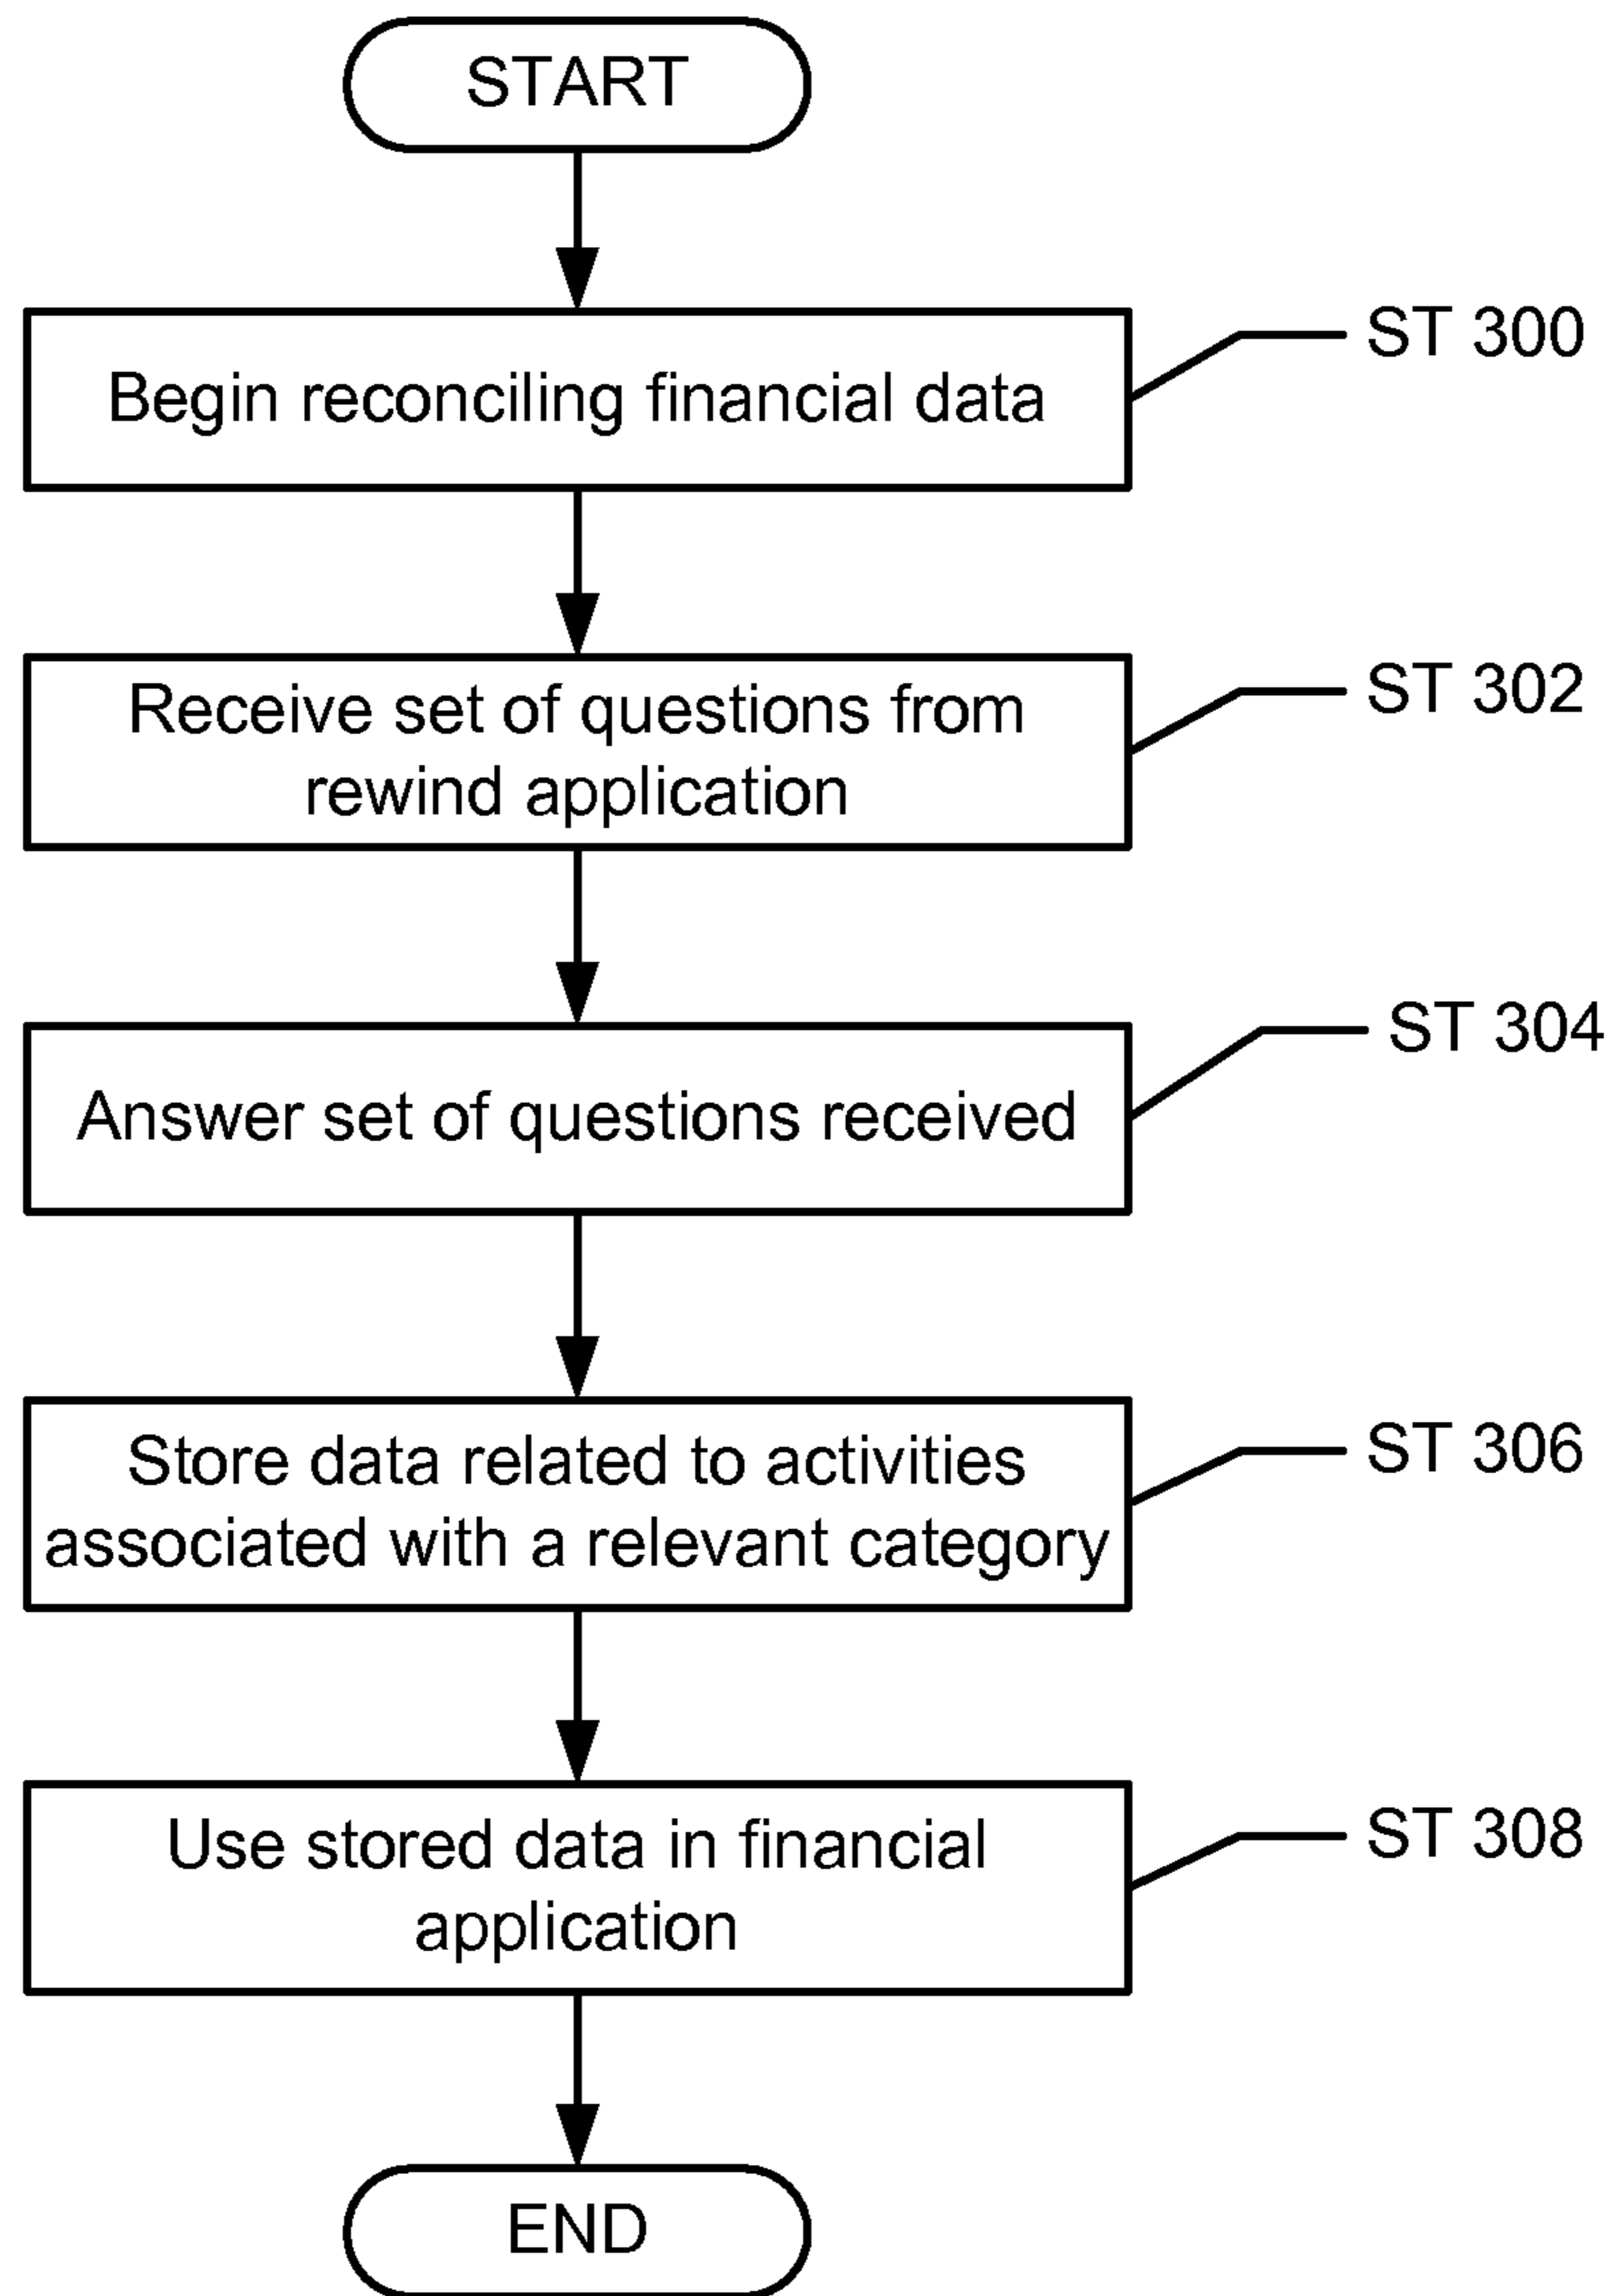 START
Begin reconciling financial data
ST 300
Receive set of questions from
rewind application
ST 302
Answer set of questions received
ST 304
Store data related to activities
associated with a relevant category
ST 306
Use stored data in financial
application
ST 308
END